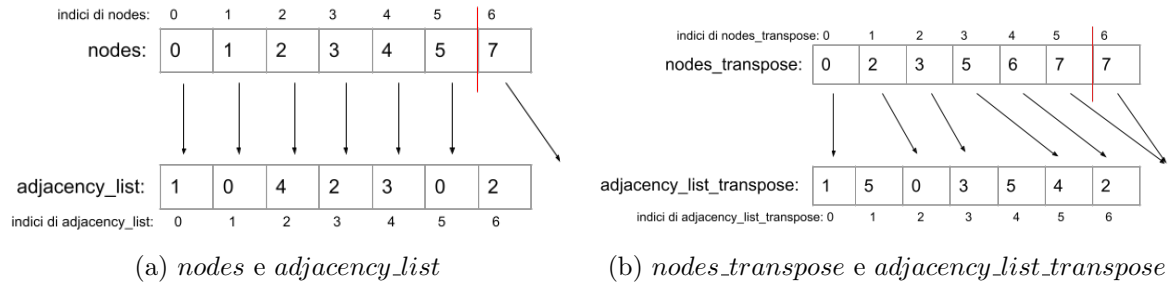 indici di nodes: 0 1 2 3 4 5 6
nodes: 0 1 2 3 4 5 7
adjacency_list: 1 0 4 2 3 0 2
indici di adjacency_list: 0 1 2 3 4 5 6
(a) nodes e adjacency_list
indici di nodes_transpose: 0 1 2 3 4 5 6
nodes_transpose: 0 2 3 5 6 7 7
adjacency_list_transpose: 1 5 0 3 5 4 2
indici di adjacency_list_transpose: 0 1 2 3 4 5 6
(b) nodes_transpose e adjacency_list_transpose